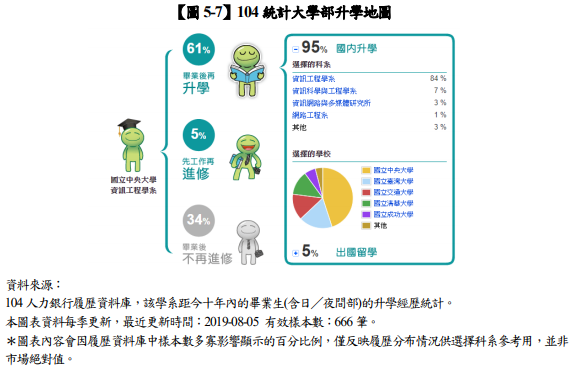 【圖 5-7】104 統計大學部升學地圖
61%
畢業後再
升學
5%
先工作再
進修
34%
畢業後
不再進修
國立中央大學
資訊工程學系
95% 國內升學
選擇的科系
資訊工程學系 84 %
資訊科學與工程學系 7 %
資訊網路與多媒體研究所 3 %
網路工程系 1 %
其他 3 %
選擇的學校
國立中央大學
國立臺灣大學
國立交通大學
國立清華大學
國立成功大學
其他
5% 出國留學
資料來源：
104 人力銀行履歷資料庫，該學系距今十年內的畢業生(含日／夜間部)的升學經歷統計。
本圖表資料每季更新，最近更新時間：2019-08-05 有效樣本數：666 筆。
＊圖表內容會因履歷資料庫中樣本數多寡影響顯示的百分比例，僅反映履歷分布情況供選擇科系參考用，並非
市場絕對值。